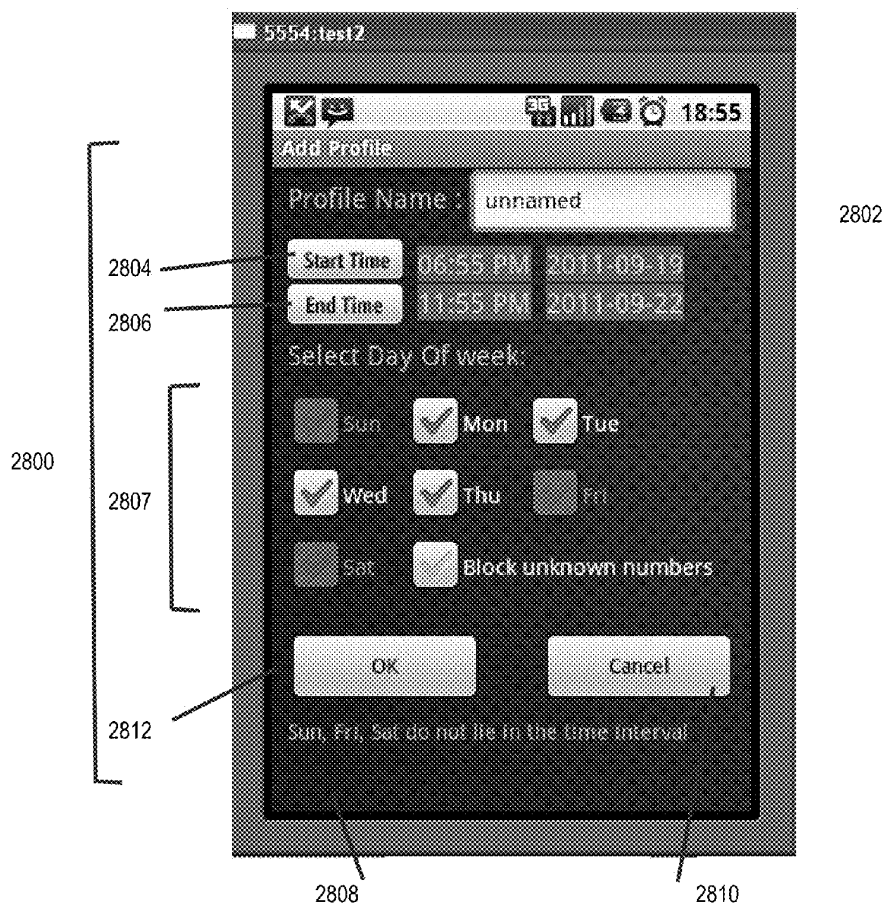 5554:test2
3G 18:55
Add Profile
Profile Name : unnamed
2802
2804
Start Time 06:55 PM 2011-09-19
2806
End Time 11:55 PM 2011-09-22
Select Day Of week:
Sun Mon Tue
2800
2807
Wed Thu Fri
Sat Block unknown numbers
OK Cancel
2812
Sun, Fri, Sat do not lie in the time interval
2808
2810